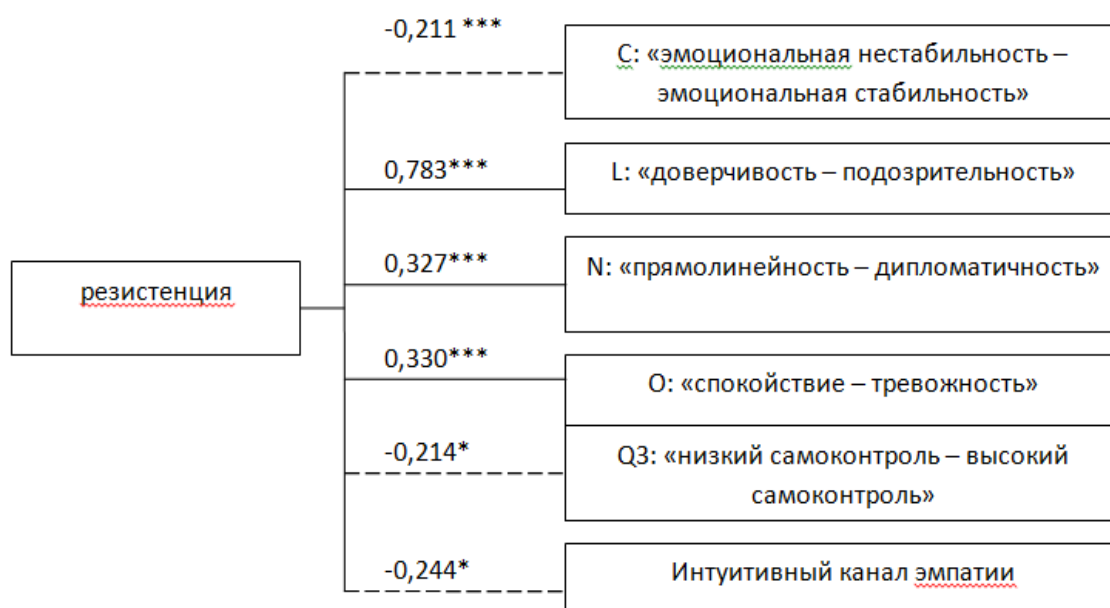 -0,211 ***
С: «эмоциональная нестабильность –
эмоциональная стабильность»
0,783***
L: «доверчивость – подозрительность»
0,327***
N: «прямолинейность – дипломатичность»
резистенция
0,330***
О: «спокойствие – тревожность»
-0,214*
Q3: «низкий самоконтроль – высокий
самоконтроль»
-0,244*
Интуитивный канал эмпатии